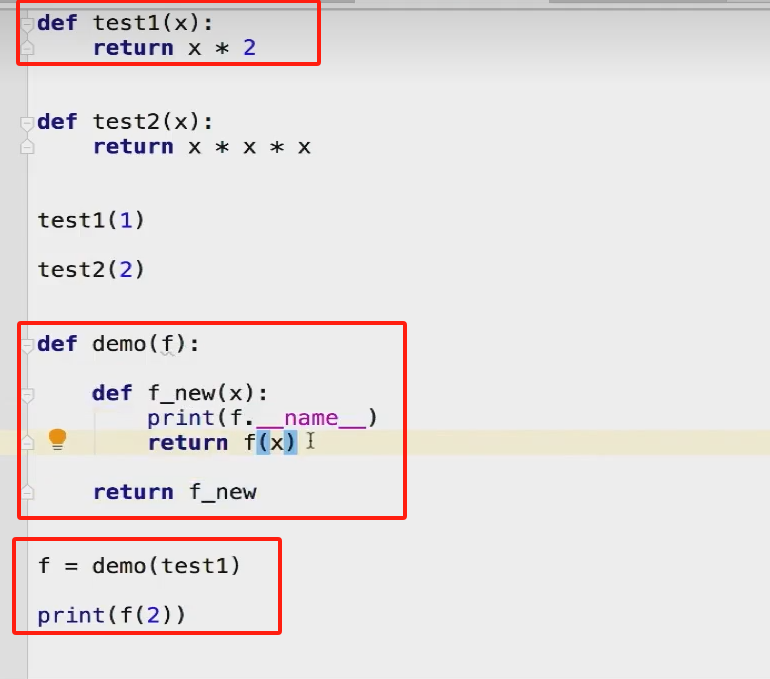 def test1(x):
    return x * 2
def test2(x):
    return x * x * x
test1(1)
test2(2)
def demo(f):
    def f_new(x):
        print(f.__name__)
        return f(x)
    return f_new
f = demo(test1)
print(f(2))